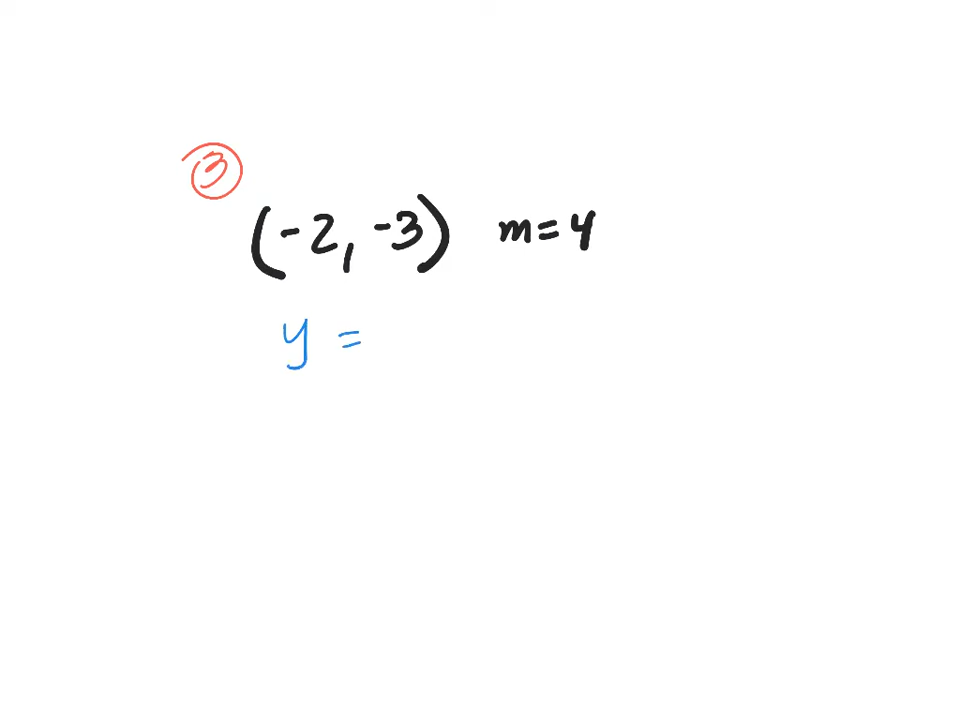 ③
(-2, -3) m=4
y =